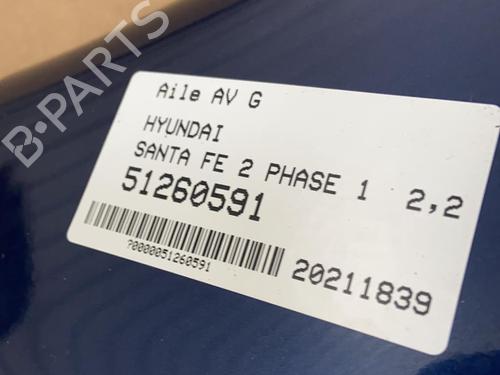 B-PARTS
Aile AV G
HYUNDAI
SANTA FE 2 PHASE 1 2,2
51260591
70000051260591
20211839